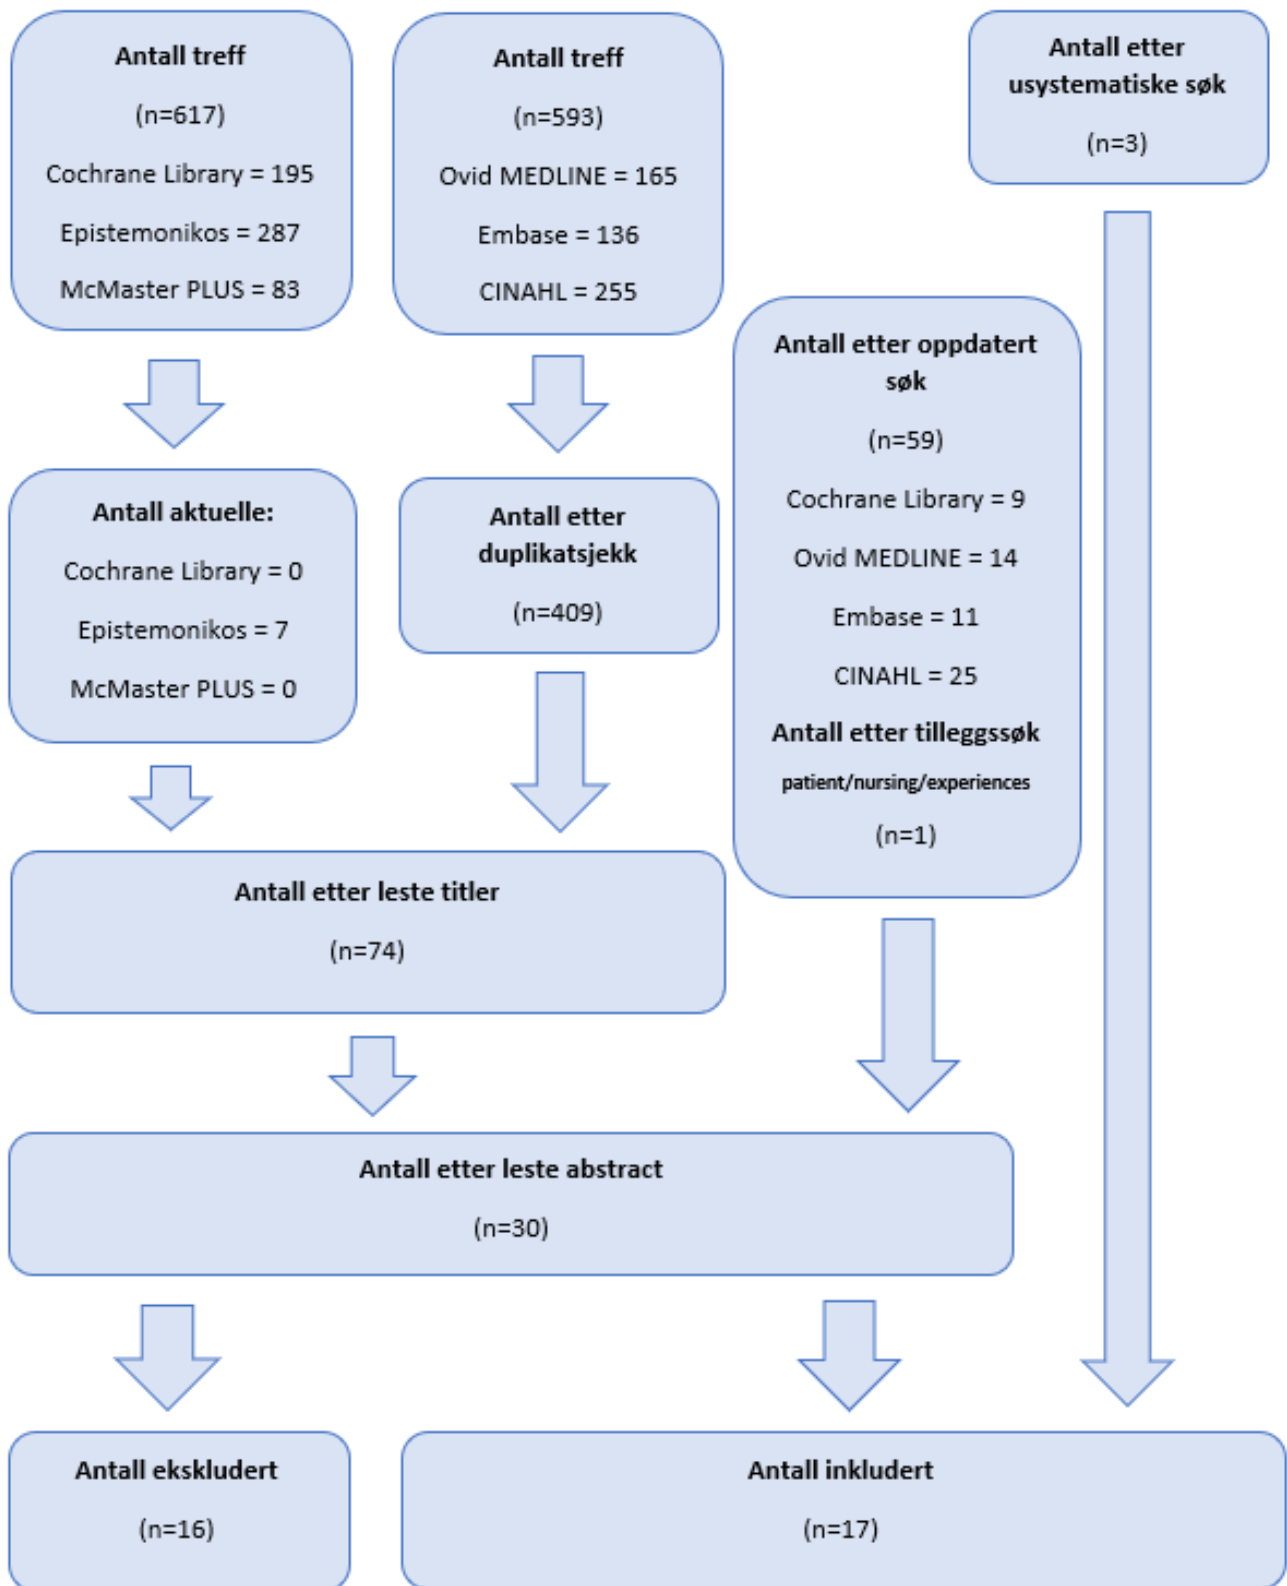 Antall treff
(n=617)
Cochrane Library = 195
Epistemonikos = 287
McMaster PLUS = 83
Antall treff
(n=593)
Ovid MEDLINE = 165
Embase = 136
CINAHL = 255
Antall etter
usystematiske søk
(n=3)
Antall etter oppdatert
søk
(n=59)
Cochrane Library = 9
Ovid MEDLINE = 14
Embase = 11
CINAHL = 25
Antall etter tilleggssøk
patient/nursing/experiences
(n=1)
Antall aktuelle:
Cochrane Library = 0
Epistemonikos = 7
McMaster PLUS = 0
Antall etter
duplikatsjekk
(n=409)
Antall etter leste titler
(n=74)
Antall etter leste abstract
(n=30)
Antall ekskludert
(n=16)
Antall inkludert
(n=17)